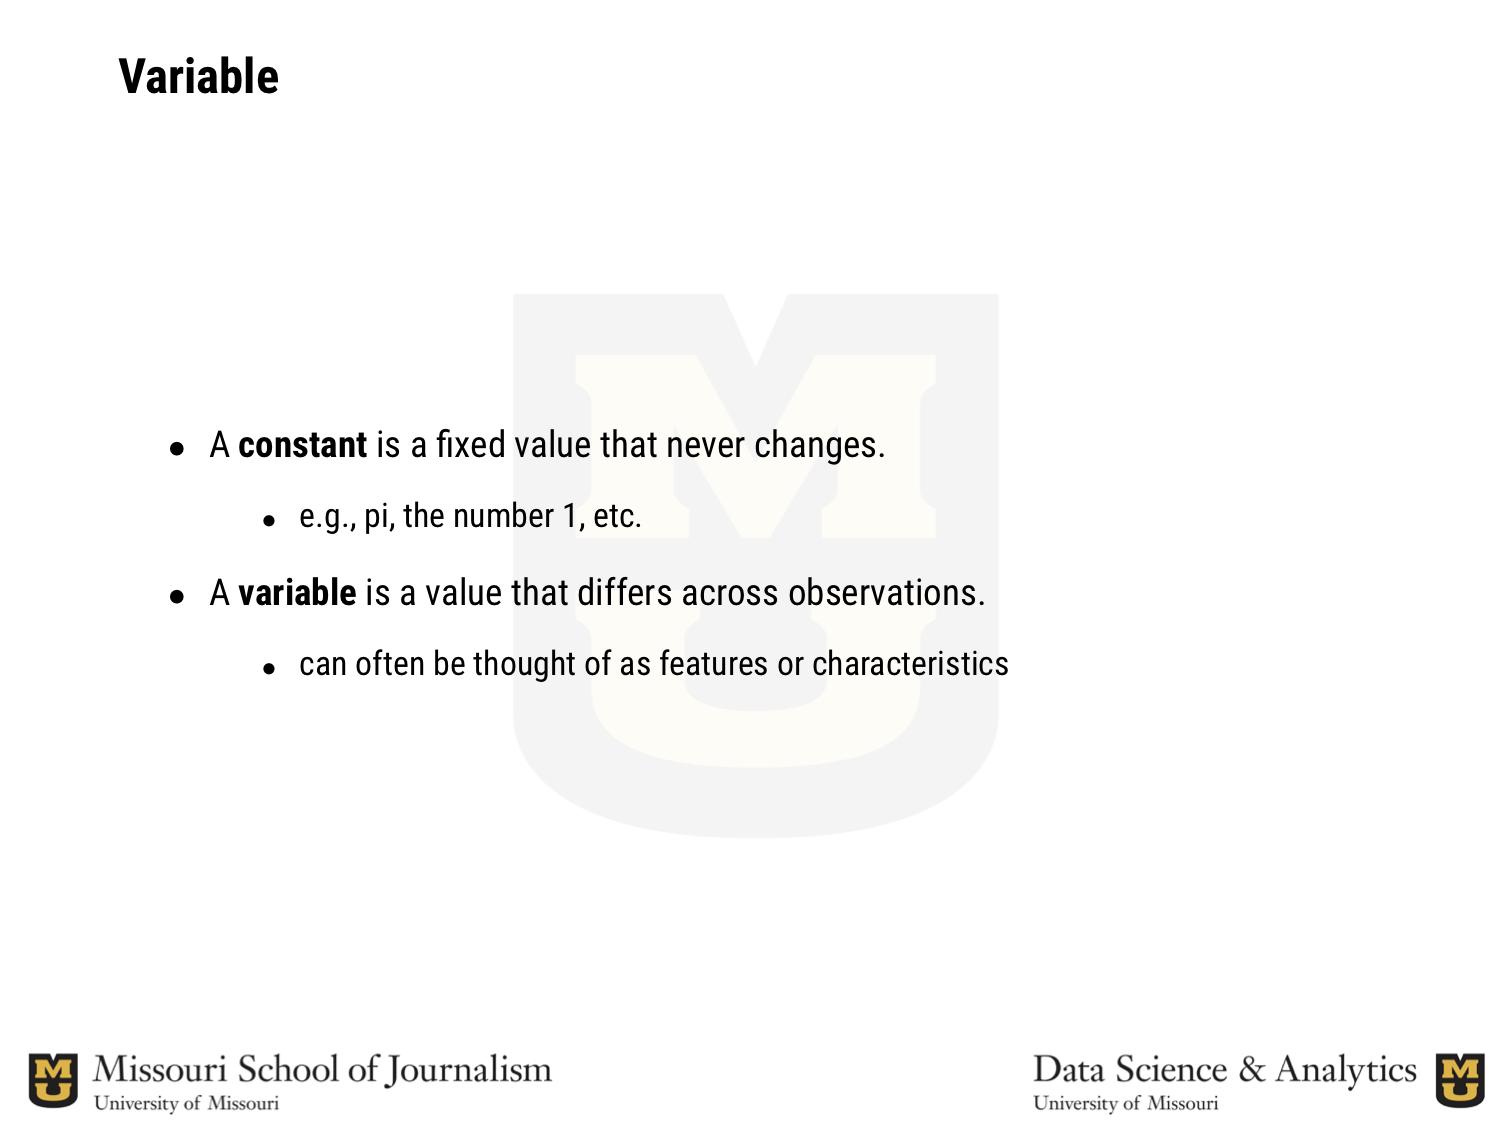 Variable
• A constant is a fixed value that never changes.
• e.g., pi, the number 1, etc.
• A variable is a value that differs across observations.
• can often be thought of as features or characteristics
MU
Missouri School of Journalism
University of Missouri
Data Science & Analytics
University of Missouri
MU